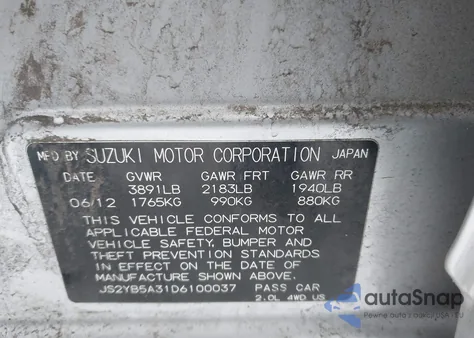 MFD BY SUZUKI MOTOR CORPORATION JAPAN
DATE GVWR GAWR FRT GAWR RR
3891LB 2183LB 1940LB
06/12 1765KG 990KG 880KG
THIS VEHICLE CONFORMS TO ALL
APPLICABLE FEDERAL MOTOR
VEHICLE SAFETY, BUMPER AND
THEFT PREVENTION STANDARDS
IN EFFECT ON THE DATE OF
MANUFACTURE SHOWN ABOVE.
JS2YB5A31D6100037 PASS CAR
2.0L 4WD US
autoSnap